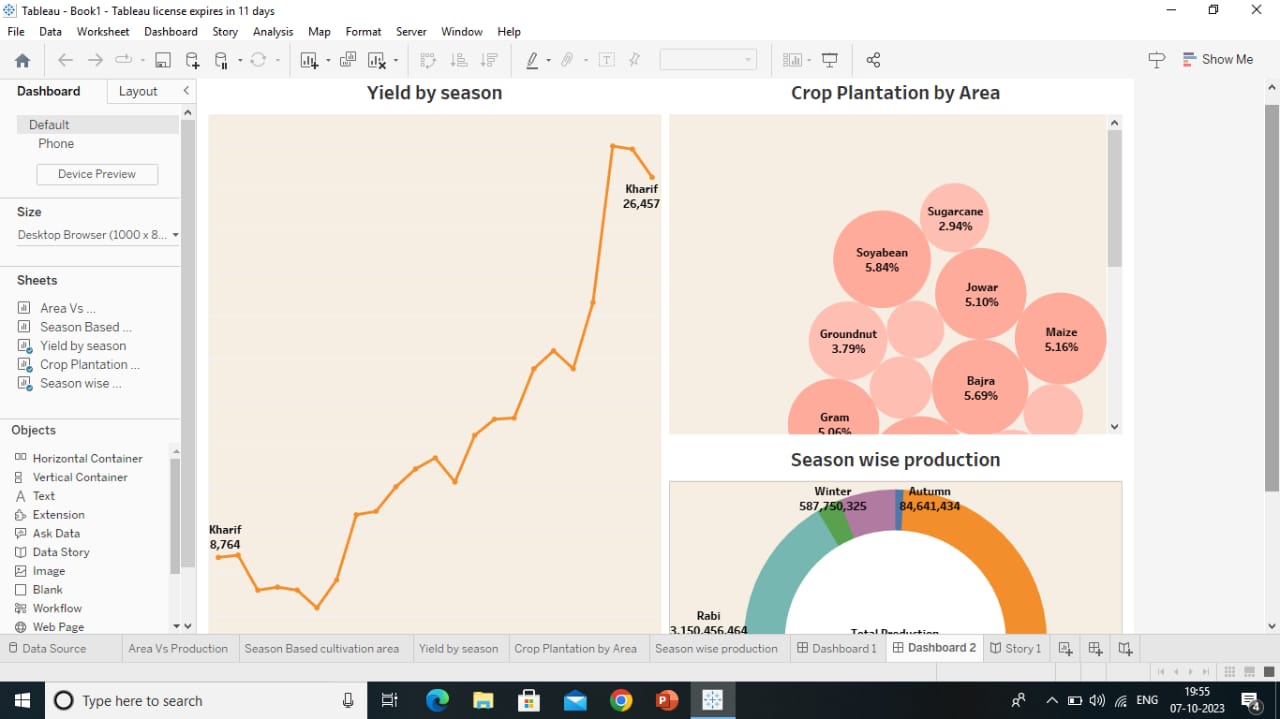 Tableau - Book1 - Tableau license expires in 11 days
File Data Worksheet Dashboard Story Analysis Map Format Server Window Help
Show Me
Dashboard Layout
Default
Phone
Device Preview
Size
Desktop Browser (1000 x 8...
Sheets
Area Vs ...
Season Based ...
Yield by season
Crop Plantation ...
Season wise ...
Objects
Horizontal Container
Vertical Container
Text
Extension
Ask Data
Data Story
Image
Blank
Workflow
Web Page
Yield by season
Kharif
26,457
Kharif
8,764
Crop Plantation by Area
Sugarcane
2.94%
Soyabean
5.84%
Jowar
5.10%
Groundnut
3.79%
Maize
5.16%
Bajra
5.69%
Gram
5.06%
Season wise production
Winter
587,750,325
Autumn
84,641,434
Rabi
3,150,456,464
Total Production
Data Source Area Vs Production Season Based cultivation area Yield by season Crop Plantation by Area Season wise production Dashboard 1 Dashboard 2 Story 1
Type here to search
ENG
19:55
07-10-2023
4